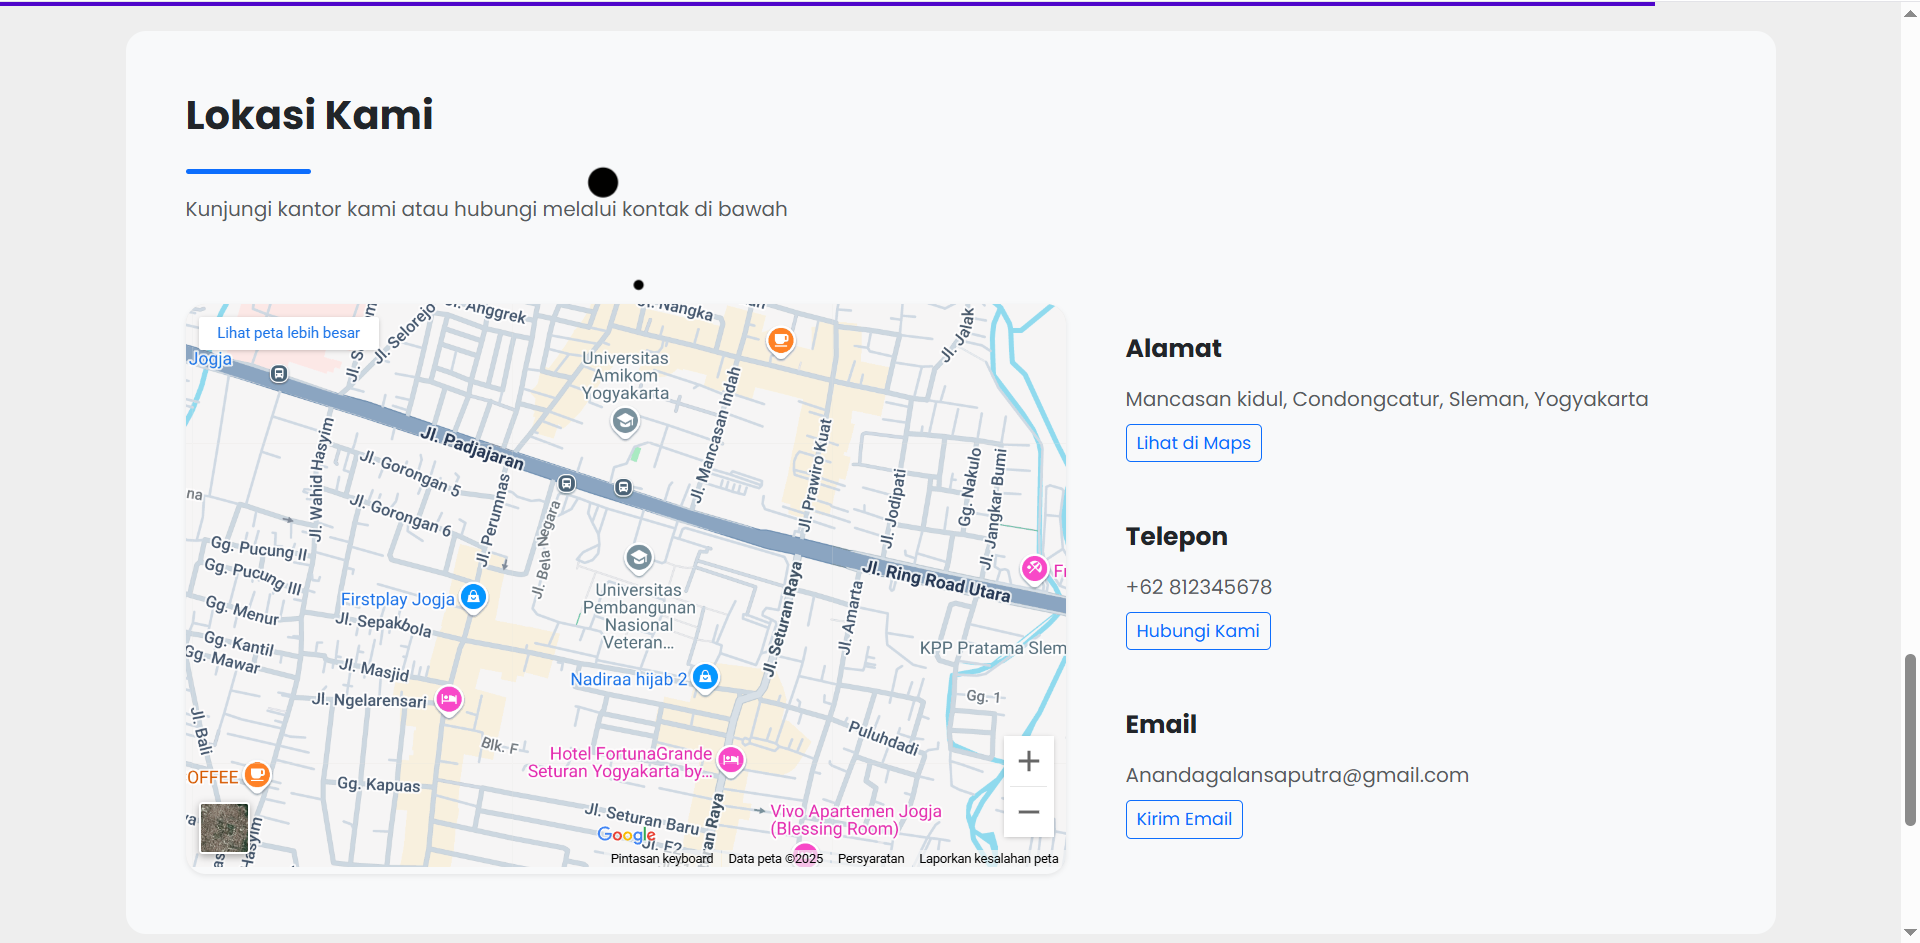 Lokasi Kami
Kunjungi kantor kami atau hubungi melalui kontak di bawah
Lihat peta lebih besar
Jogja
Jl. Selorejo
Jl. Anggrek
Jl. Nangka
Universitas
Amikom
Yogyakarta
Jl. Jalak
Jl. Mancasan Indah
Jl. Prawiro Kuat
Jl. Padjajaran
Jl. Wahid Hasyim
Jl. Gorongan 5
Jl. Gorongan 6
Jl. Perumnas
Jl. Bela Negara
Jl. Jodipati
Gg. Nakulo
Jl. Jangkar Bumi
na
Gg. Pucung II
Gg. Pucung III
Gg. Menur
Gg. Kantil
Gg. Mawar
Firstplay Jogja
Jl. Sepakbola
Universitas
Pembangunan
Nasional
Veteran...
Jl. Seturan Raya
Jl. Amarta
Jl. Ring Road Utara
Fr
KPP Pratama Slem
Jl. Masjid
Jl. Ngelarensari
Nadiraa hijab 2
Gg. 1
Jl. Bali
Blk. F
Hotel FortunaGrande
Seturan Yogyakarta by...
Puluhdadi
OFFEE
Gg. Kapuas
Jl. Seturan Baru
Vivo Apartemen Jogja
(Blessing Room)
ran Raya
Hasyim
Google
Pintasan keyboard
Data peta ©2025
Persyaratan
Laporkan kesalahan peta
Alamat
Mancasan kidul, Condongcatur, Sleman, Yogyakarta
Lihat di Maps
Telepon
+62 812345678
Hubungi Kami
Email
Anandagalansaputra@gmail.com
Kirim Email